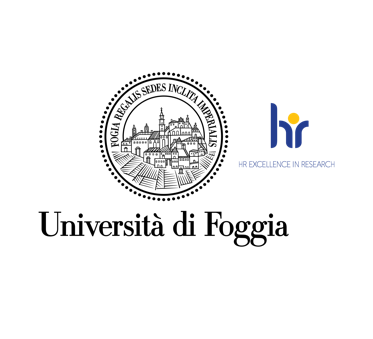 FOGIA REGALIS SEDES INCLITA IMPERIALIS
hr
HR EXCELLENCE IN RESEARCH
Università di Foggia